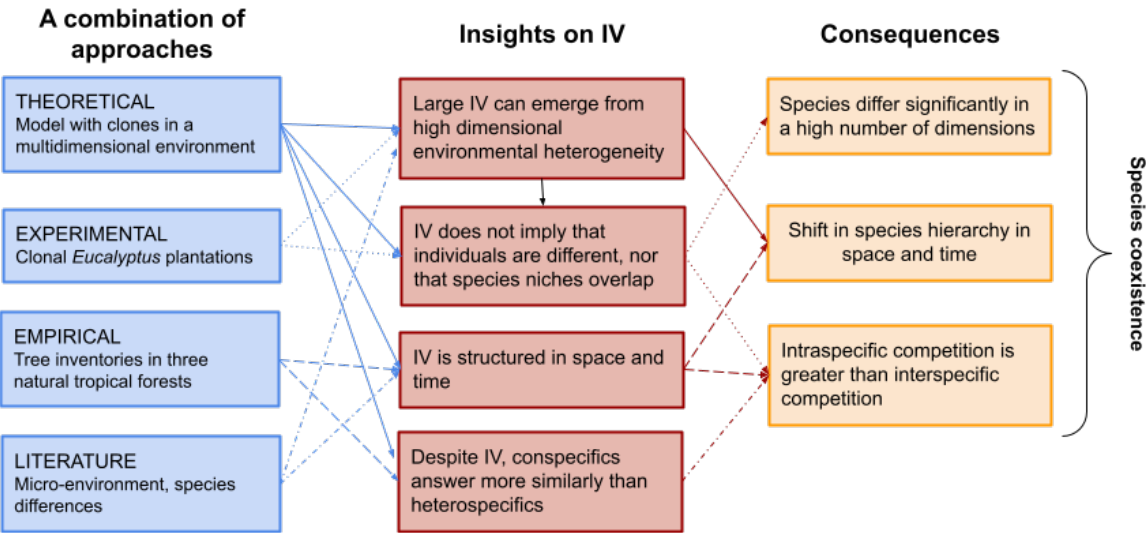 A combination of
approaches
Insights on IV
Consequences
THEORETICAL
Model with clones in a
multidimensional environment
EXPERIMENTAL
Clonal Eucalyptus plantations
EMPIRICAL
Tree inventories in three
natural tropical forests
LITERATURE
Micro-environment, species
differences
Large IV can emerge from
high dimensional
environmental heterogeneity
IV does not imply that
individuals are different, nor
that species niches overlap
IV is structured in space and
time
Despite IV, conspecifics
answer more similarly than
heterospecifics
Species differ significantly in
a high number of dimensions
Shift in species hierarchy in
space and time
Intraspecific competition is
greater than interspecific
competition
Species coexistence